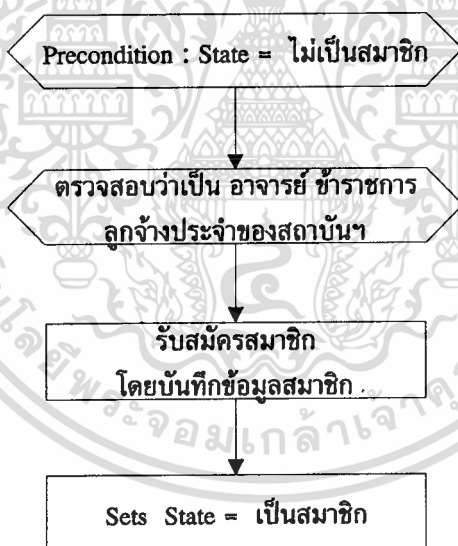 Precondition : State = ไม่เป็นสมาชิก
ตรวจสอบว่าเป็น อาจารย์ ข้าราชการ
ลูกจ้างประจำของสถาบันฯ
รับสมัครสมาชิก
โดยบันทึกข้อมูลสมาชิก
Sets State = เป็นสมาชิก